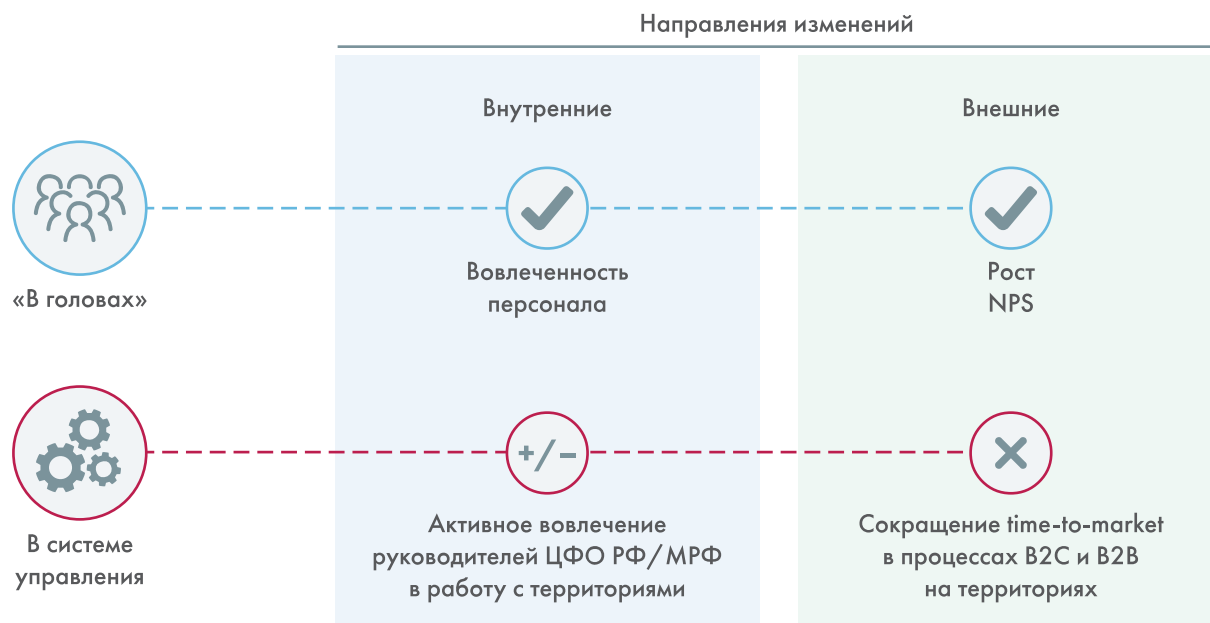 Направления изменений
Внутренние
Внешние
«В головах»
Вовлеченность
персонала
Рост
NPS
В системе
управления
+/−
Активное вовлечение
руководителей ЦФО РФ/МРФ
в работу с территориями
Сокращение time-to-market
в процессах B2C и B2B
на территориях